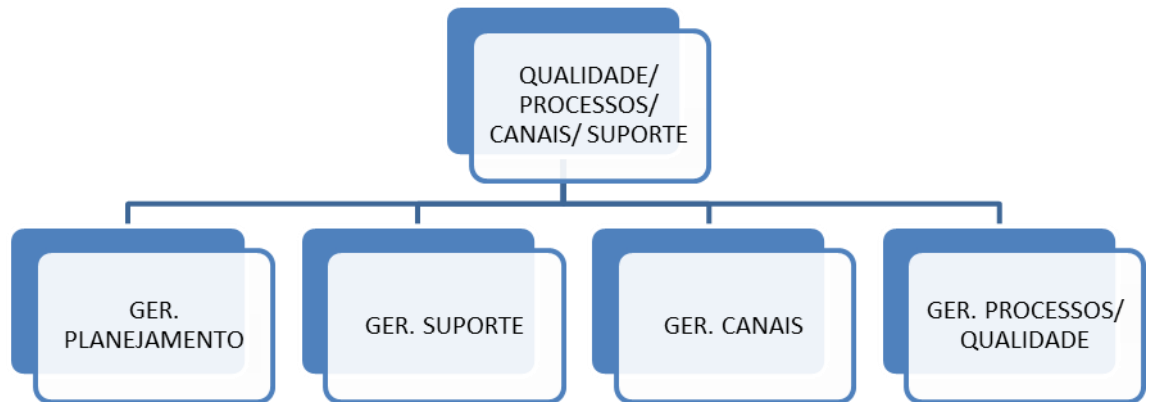 QUALIDADE/
PROCESSOS/
CANAIS/ SUPORTE
GER.
PLANEJAMENTO
GER. SUPORTE
GER. CANAIS
GER. PROCESSOS/
QUALIDADE